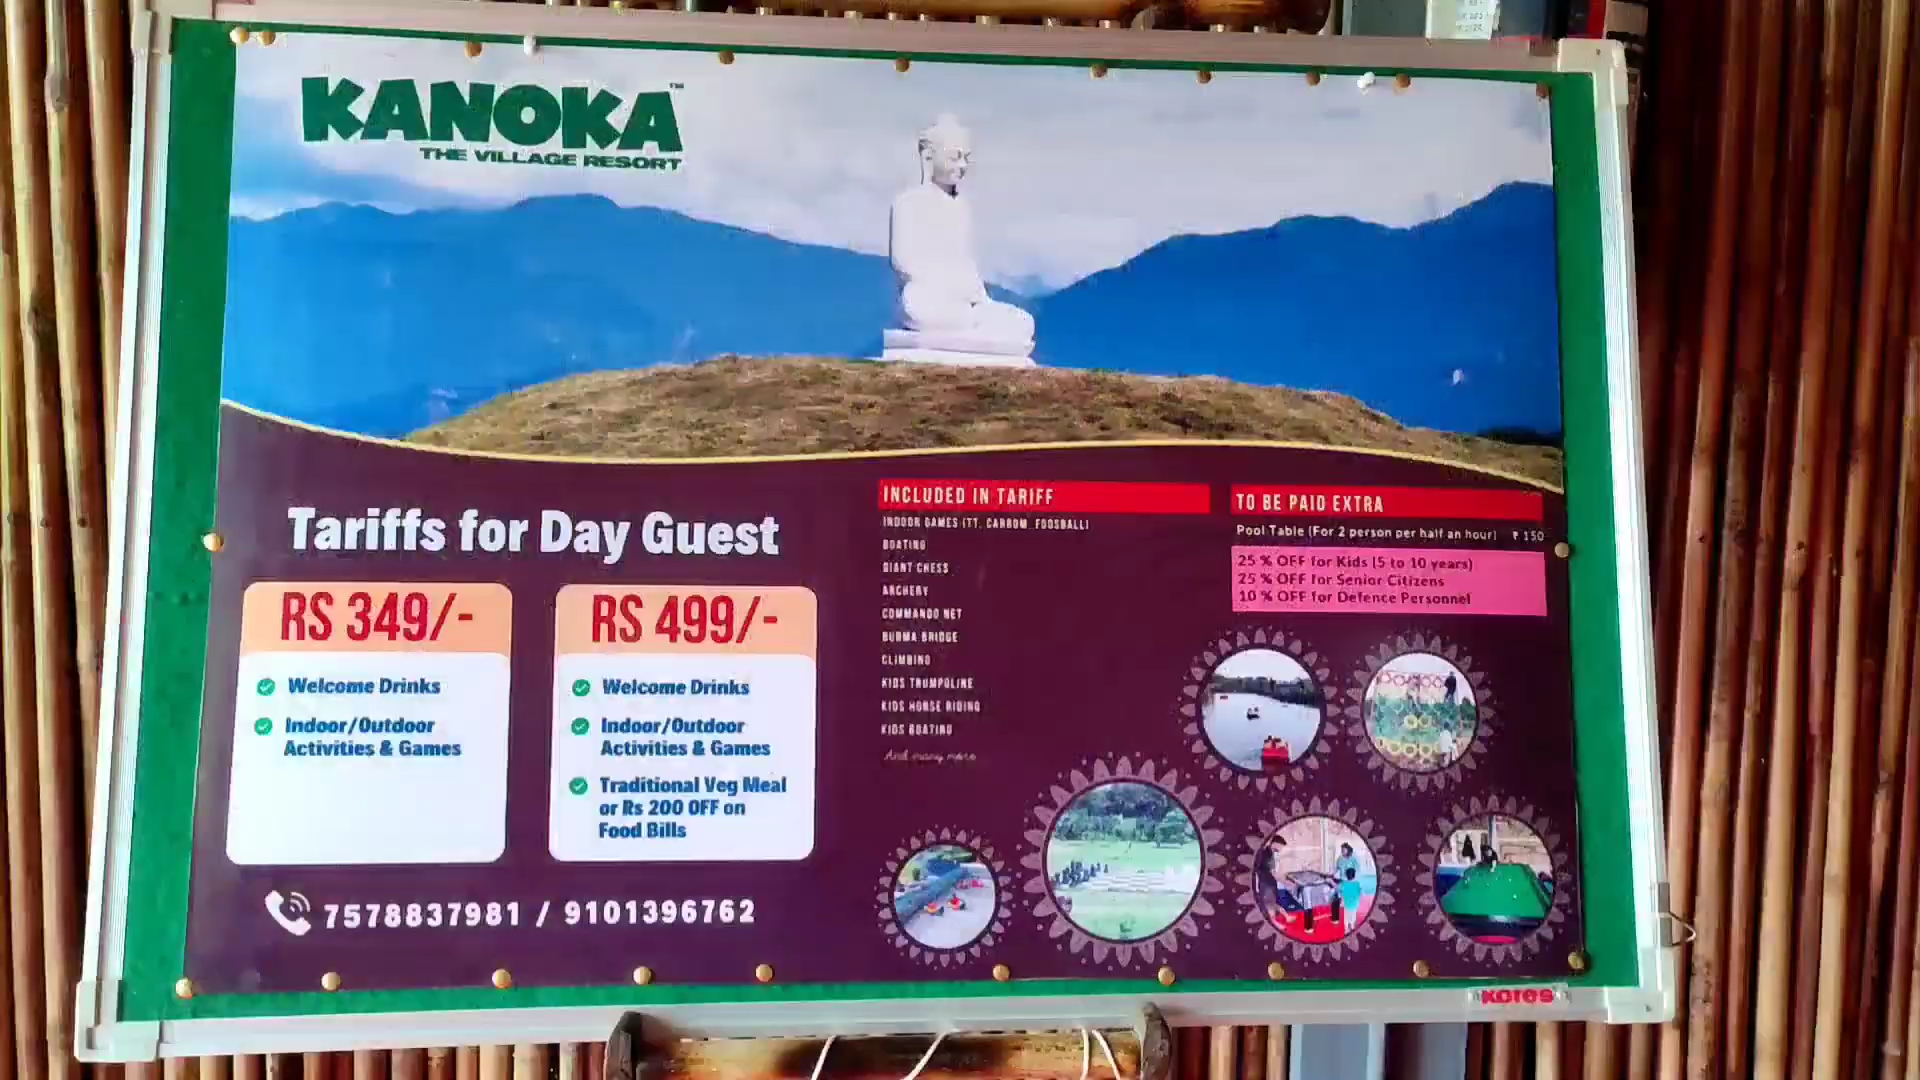 KANOKA™
THE VILLAGE RESORT
Tariffs for Day Guest
RS 349/-
Welcome Drinks
Indoor/Outdoor
Activities & Games
RS 499/-
Welcome Drinks
Indoor/Outdoor
Activities & Games
Traditional Veg Meal
or Rs 200 OFF on
Food Bills
7578837981 / 9101396762
INCLUDED IN TARIFF
INDOOR GAMES (TT, CARROM, FOOSBALL)
BOATING
GIANT CHESS
ARCHERY
COMMANDO NET
BURMA BRIDGE
CLIMBING
KIDS TRUMPOLINE
KIDS HORSE RIDING
KIDS BOATING
And many more
TO BE PAID EXTRA
Pool Table (For 2 person per half an hour) ₹ 150
25 % OFF for Kids (5 to 10 years)
25 % OFF for Senior Citizens
10 % OFF for Defence Personnel
Kores